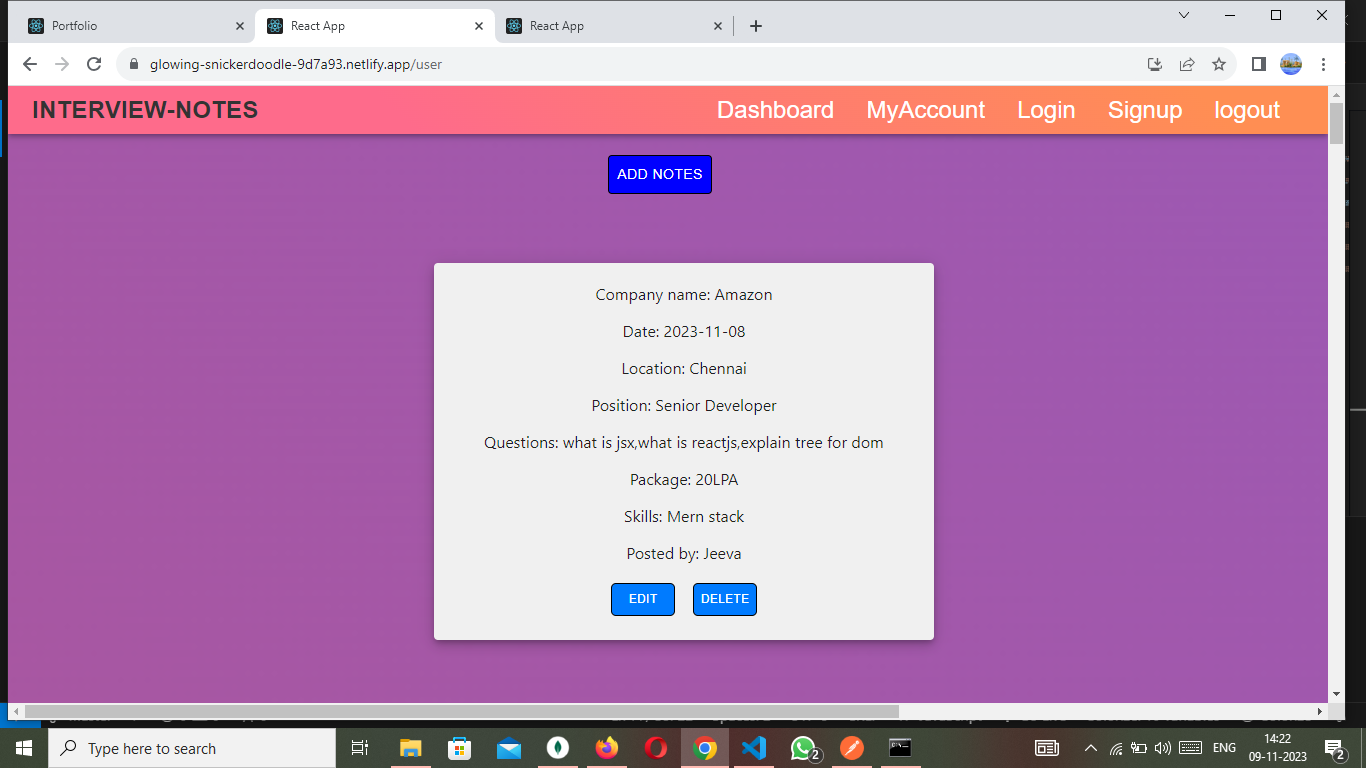 Portfolio
React App
React App
glowing-snickerdoodle-9d7a93.netlify.app/user
INTERVIEW-NOTES
Dashboard
MyAccount
Login
Signup
logout
ADD NOTES
Company name: Amazon
Date: 2023-11-08
Location: Chennai
Position: Senior Developer
Questions: what is jsx,what is reactjs,explain tree for dom
Package: 20LPA
Skills: Mern stack
Posted by: Jeeva
EDIT
DELETE
Type here to search
2
ENG
14:22
09-11-2023
2